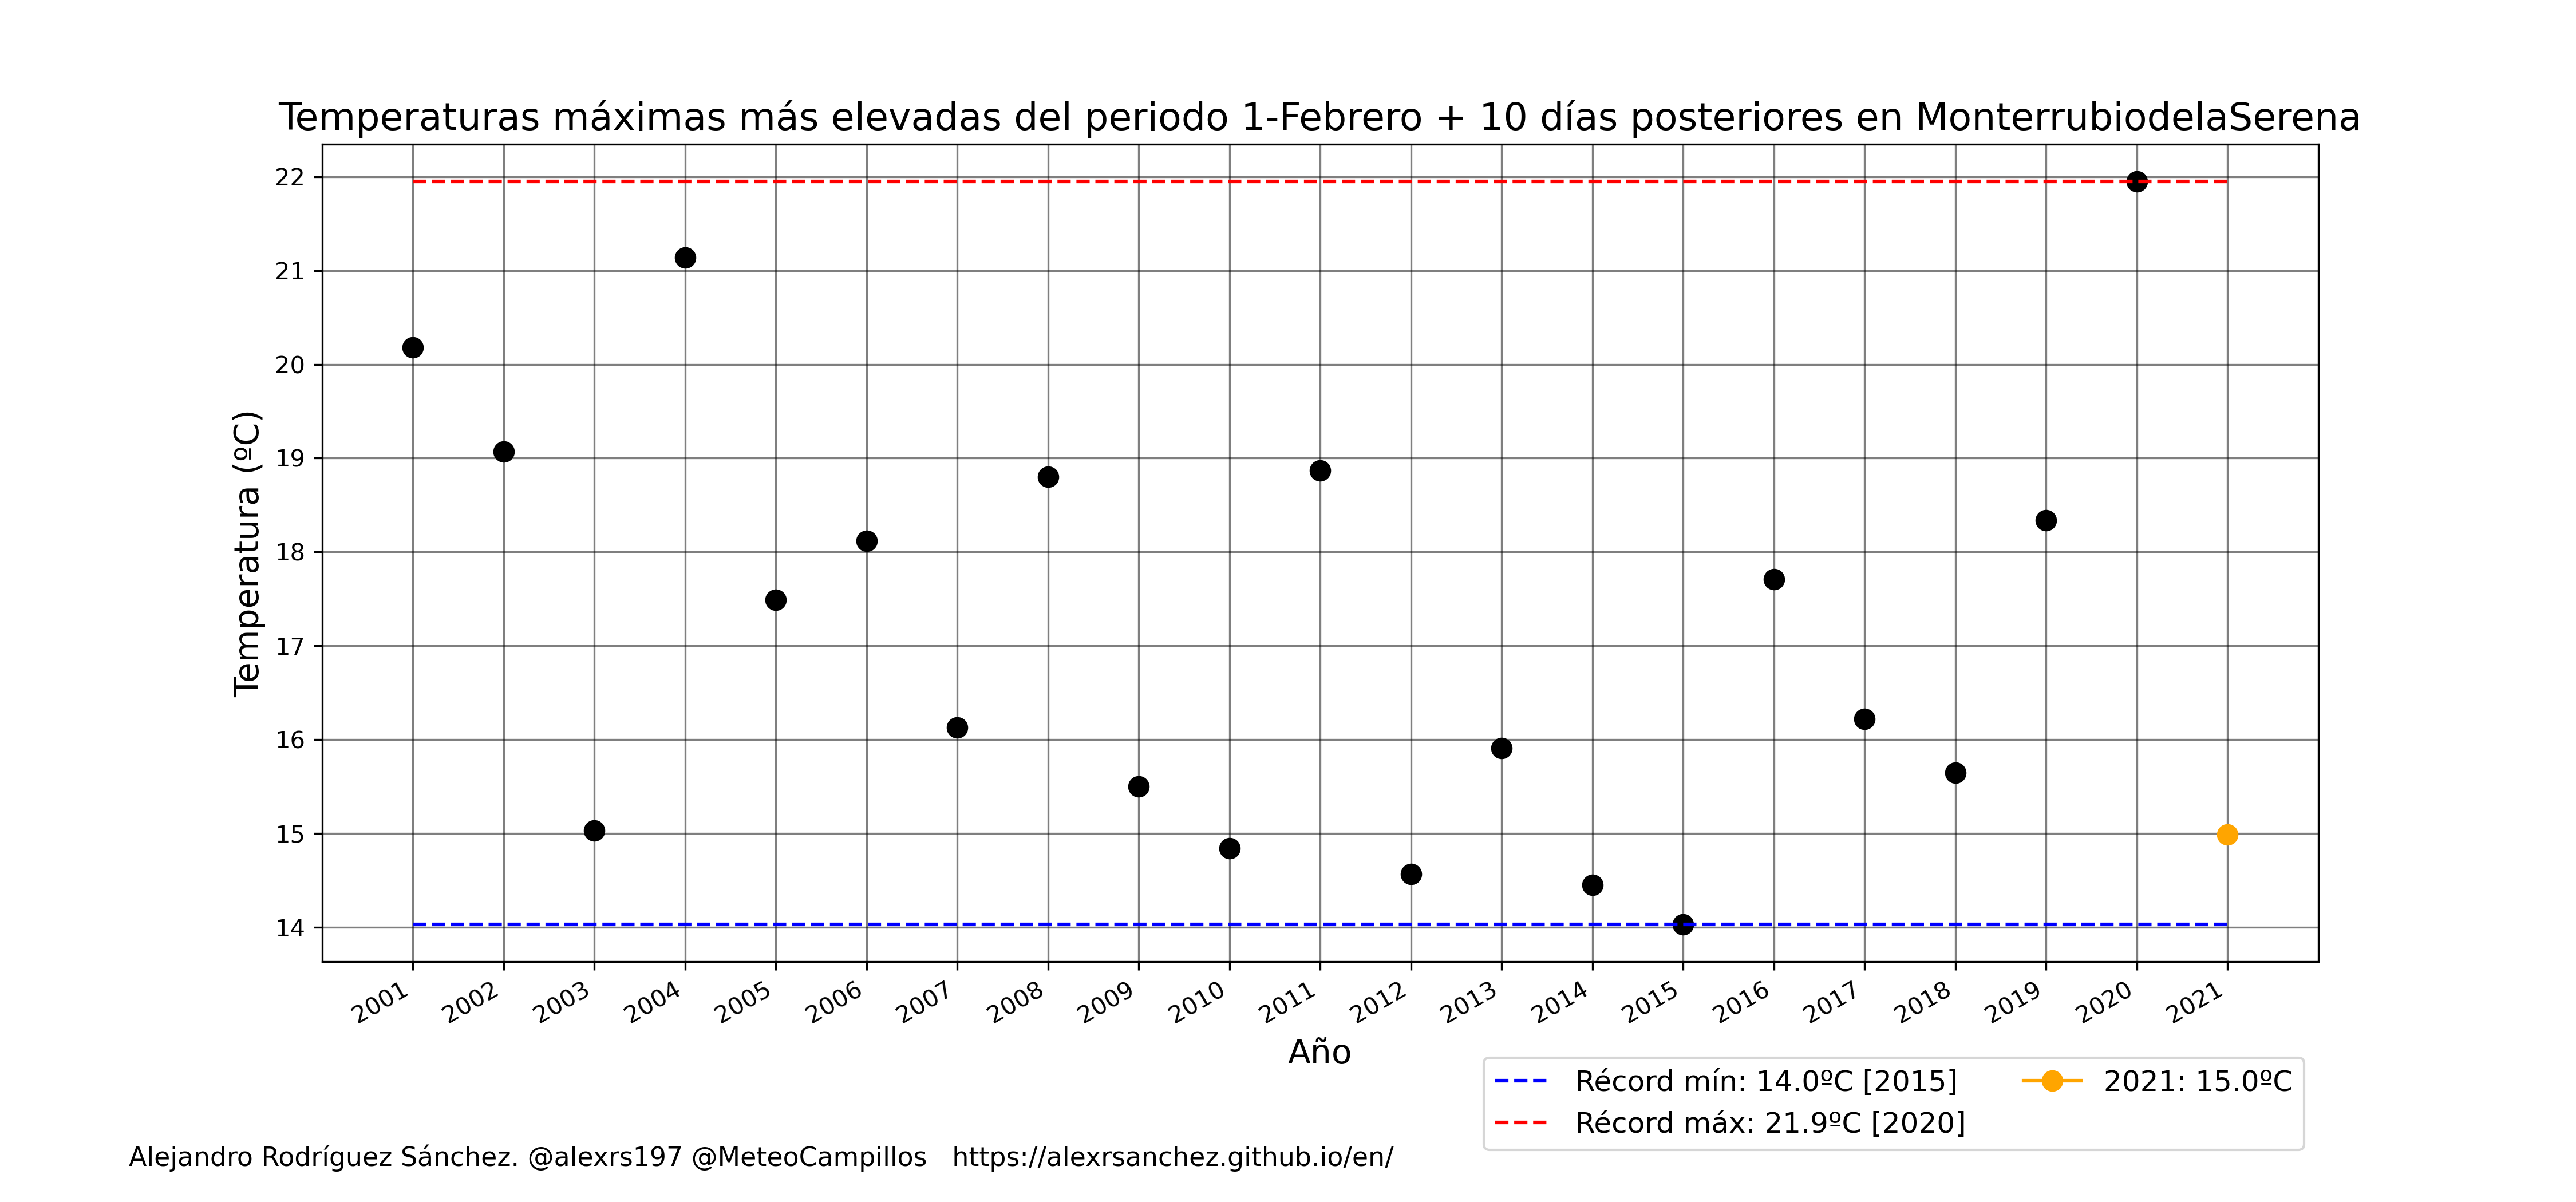 Temperaturas máximas más elevadas del periodo 1-Febrero + 10 días posteriores en MonterrubiodelaSerena
Temperatura (ºC)
22
21
20
19
18
17
16
15
14
2001 2002 2003 2004 2005 2006 2007 2008 2009 2010 2011 2012 2013 2014 2015 2016 2017 2018 2019 2020 2021
Año
Récord mín: 14.0ºC [2015]
Récord máx: 21.9ºC [2020]
2021: 15.0ºC
Alejandro Rodríguez Sánchez. @alexrs197 @MeteoCampillos https://alexrsanchez.github.io/en/